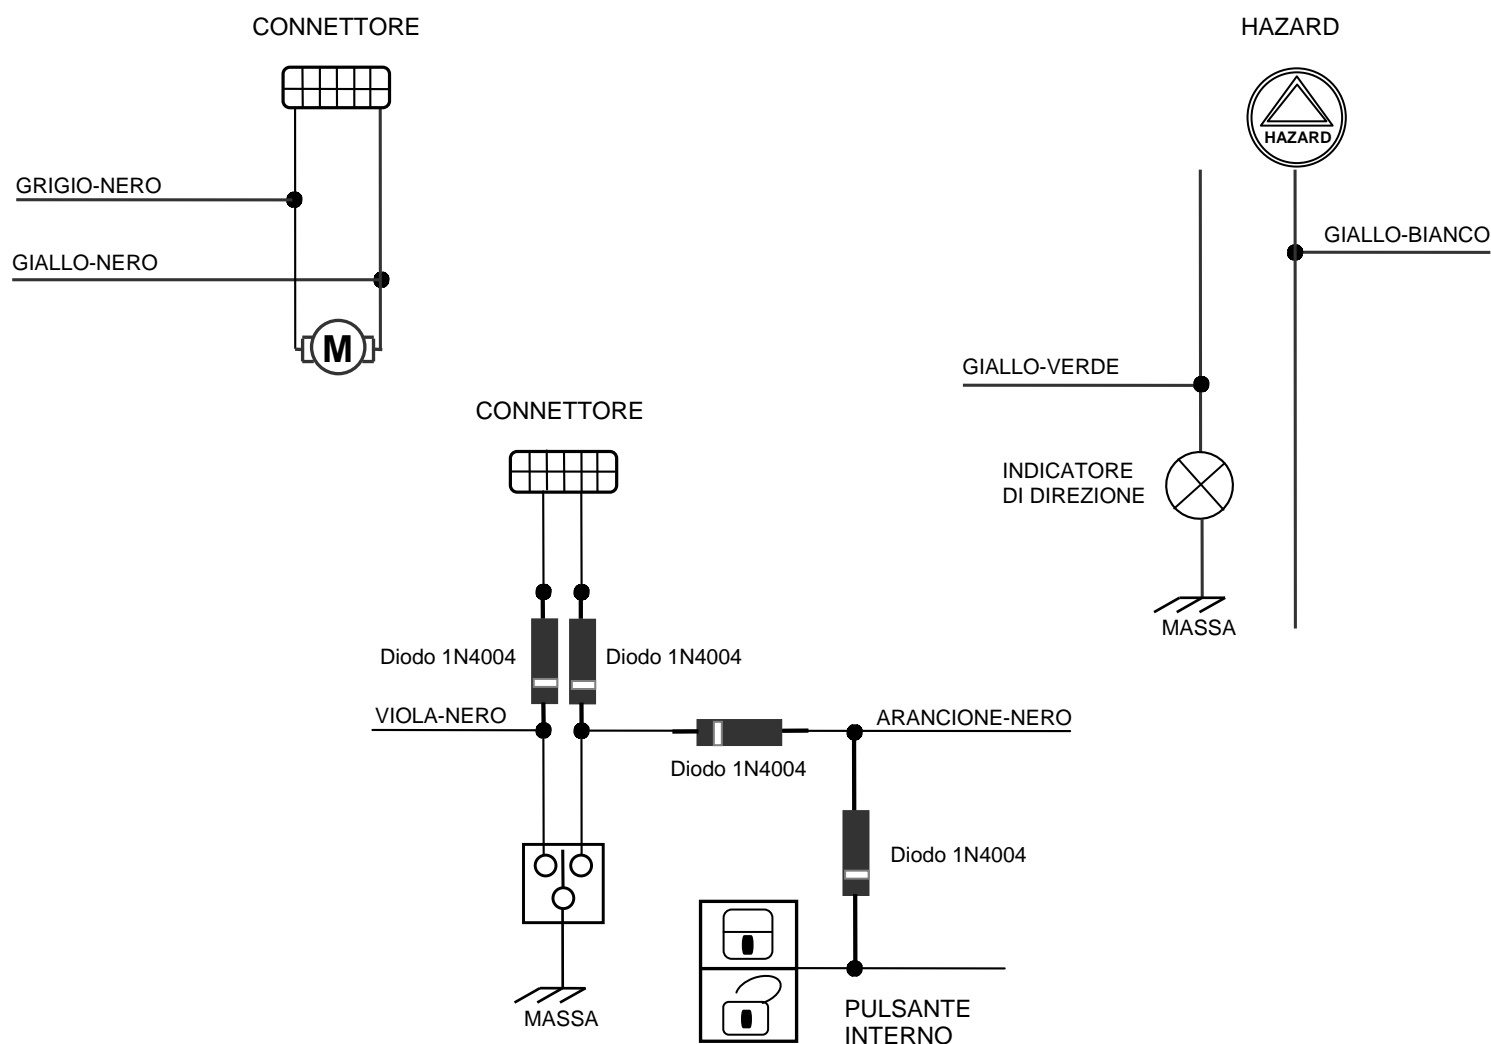 CONNETTORE
HAZARD
HAZARD
GRIGIO-NERO
GIALLO-BIANCO
GIALLO-NERO
M
GIALLO-VERDE
CONNETTORE
INDICATORE
DI DIREZIONE
MASSA
Diodo 1N4004
Diodo 1N4004
VIOLA-NERO
ARANCIONE-NERO
Diodo 1N4004
Diodo 1N4004
MASSA
PULSANTE
INTERNO